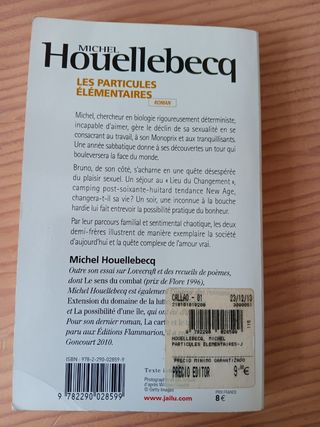 MICHEL
Houellebecq
LES PARTICULES
ÉLÉMENTAIRES
ROMAN
Michel, chercheur en biologie rigoureusement déterministe,
incapable d'aimer, gère le déclin de sa sexualité en se
consacrant au travail, à son Monoprix et aux tranquillisants.
Une année sabbatique donne à ses découvertes un tour qui
bouleversera la face du monde.
Bruno, de son côté, s'acharne en une quête désespérée
du plaisir sexuel. Un séjour au « Lieu du Changement »,
camping post-soixante-huitard tendance New Age,
changera-t-il sa vie ? Un soir, une inconnue à la bouche
hardie lui fait entrevoir la possibilité pratique du bonheur.
Par leur parcours familial et sentimental chaotique, les deux
demi-frères illustrent de manière exemplaire la société
d'aujourd'hui et la quête complexe de l'amour vrai.
Michel Houellebecq
Outre son essai sur Lovecraft et des recueils de poèmes,
dont Le sens du combat (prix de Flore 1996),
Michel Houellebecq est également
Extension du domaine de la
et La possibilité d'une île, qui ont
Pour son dernier roman, La carte
paru aux Éditions Flammarion,
Goncourt 2010.
CALLAO - 01 23/12/13
HOUELLEBECQ, MICHEL
PARTICULES ELEMENTAIRES-J
PRECIO MINIMO GARANTIZADO
PRECIO EDITOR
Texte
ISBN 978-2-290-02859-9
9 782290 028599
Photographie
© Getty Images
www.jailu.com
PRIX FRANCE
8 €